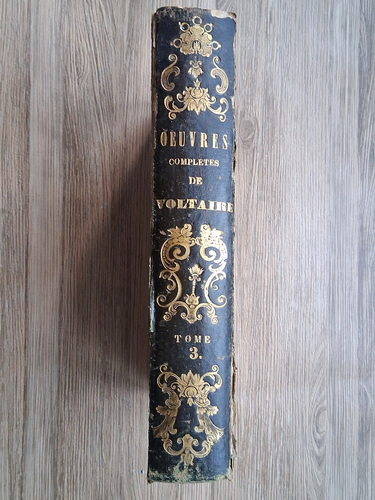 OEUVRES
COMPLETES
DE
VOLTAIRE
TOME
3.